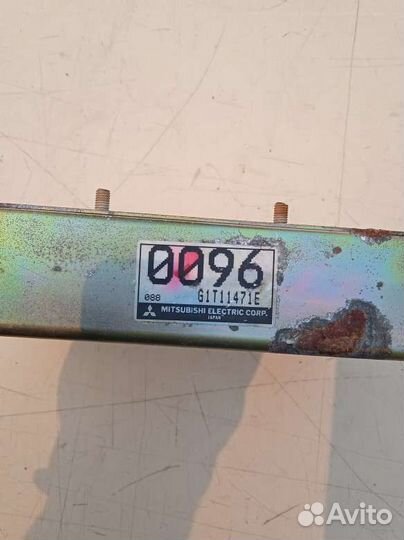 0096
088 G1T11471E
MITSUBISHI ELECTRIC CORP.
JAPAN
Avito